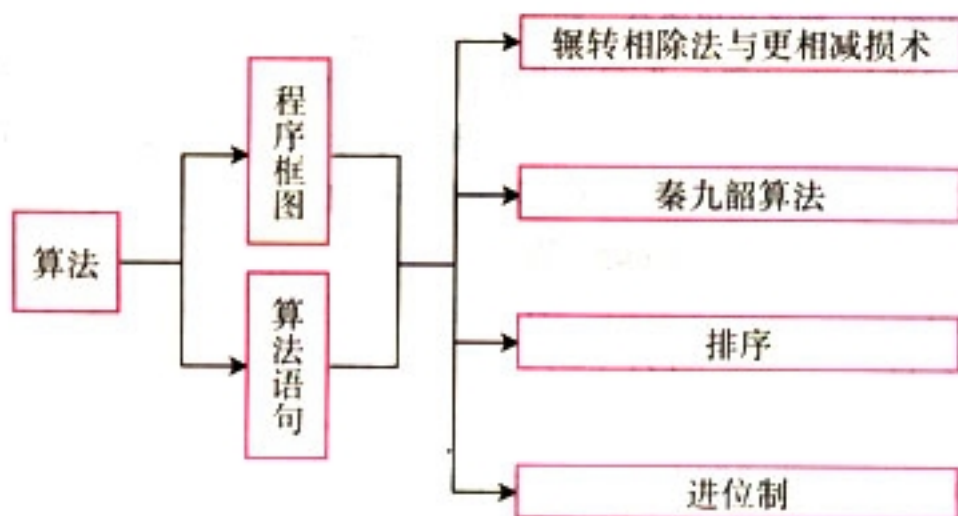 算法
程序框图
算法语句
辗转相除法与更相减损术
秦九韶算法
排序
进位制